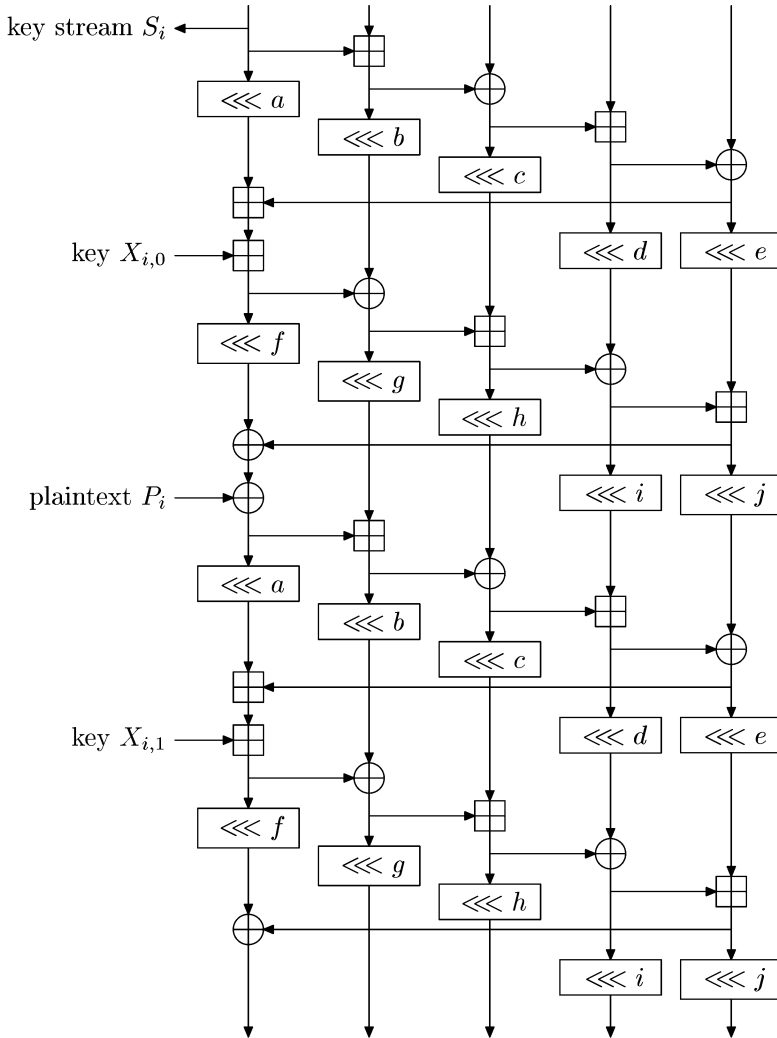 key stream S_i
⋘ a
⋘ b
⋘ c
key X_{i,0}
⋘ d
⋘ e
⋘ f
⋘ g
⋘ h
plaintext P_i
⋘ i
⋘ j
⋘ a
⋘ b
⋘ c
key X_{i,1}
⋘ d
⋘ e
⋘ f
⋘ g
⋘ h
⋘ i
⋘ j